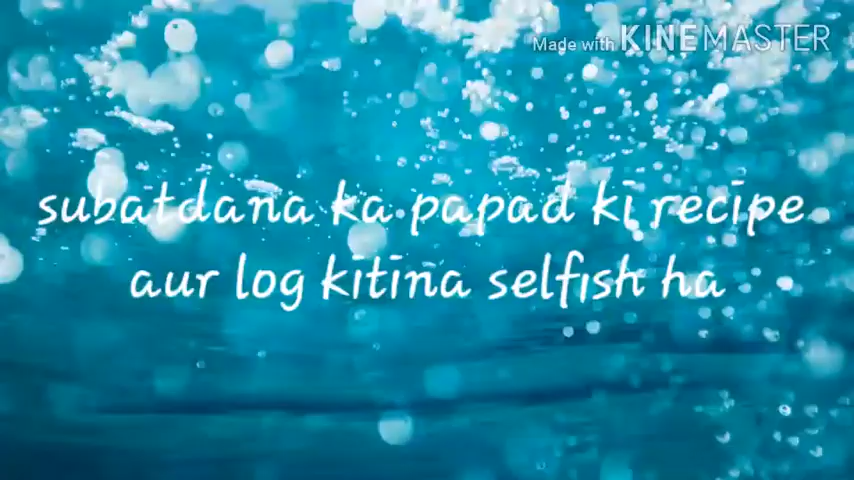 Made with KINEMASTER
subatdana ka papad ki recipe
aur log kitina selfish ha